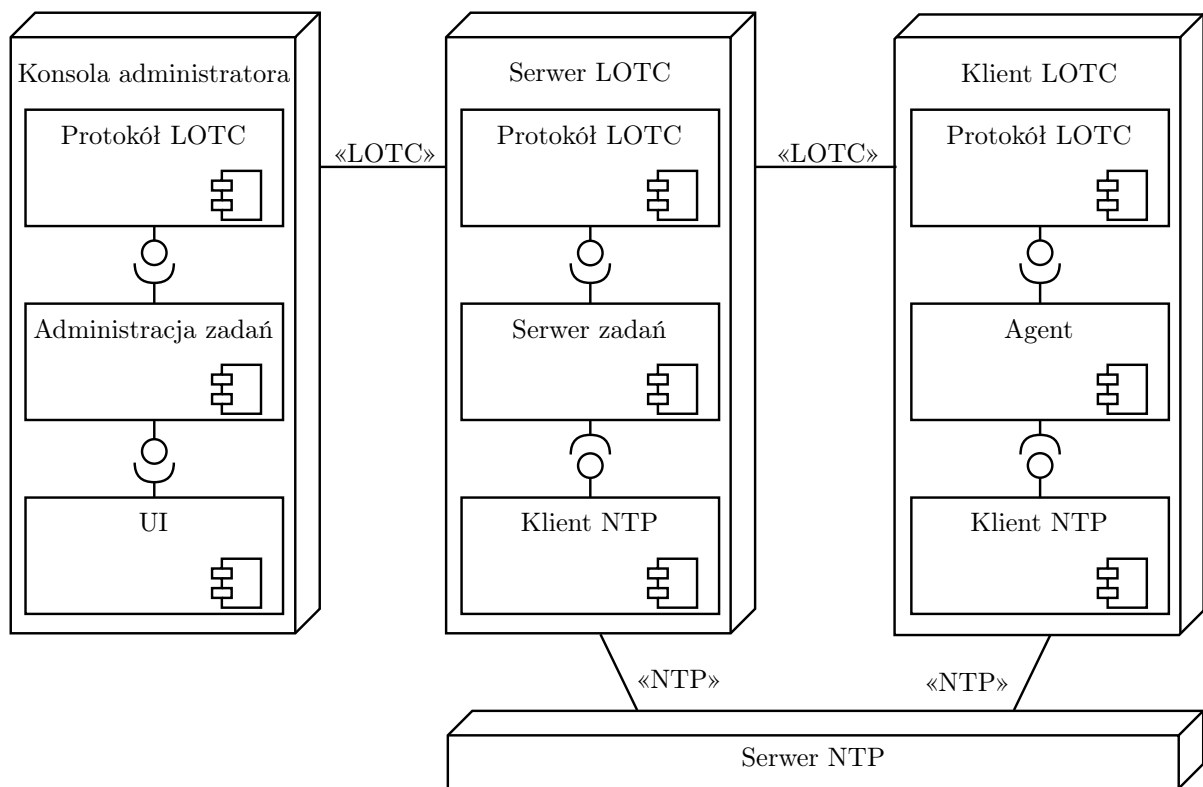 Konsola administratora
Protokół LOTC
Administracja zadań
UI
«LOTC»
Serwer LOTC
Protokół LOTC
Serwer zadań
Klient NTP
«LOTC»
Klient LOTC
Protokół LOTC
Agent
Klient NTP
«NTP»
«NTP»
Serwer NTP